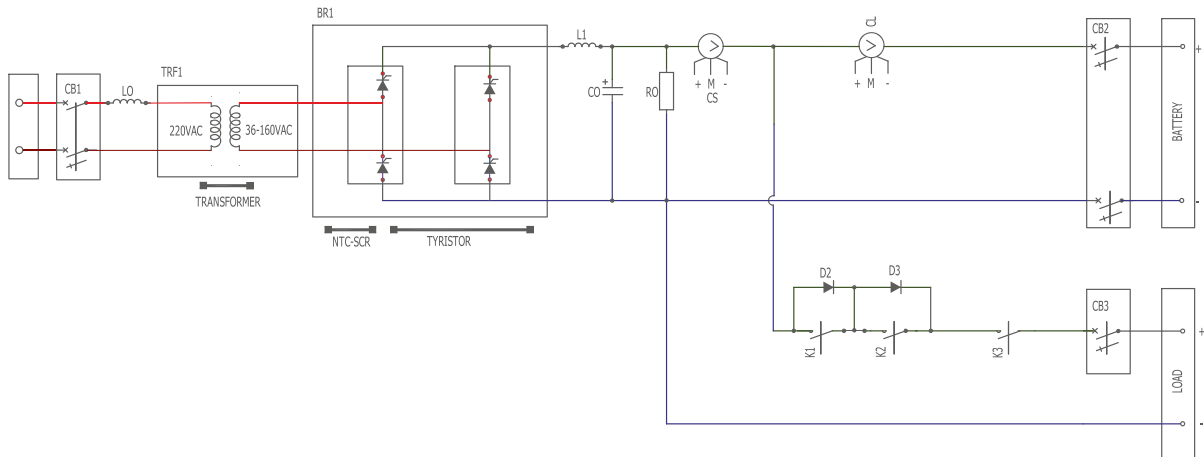 BR1
TRF1
CB1
LO
220VAC
36-160VAC
TRANSFORMER
NTC-SCR
TYRISTOR
L1
+
CO
RO
+ M -
CS
CL
+ M -
CB2
+
BATTERY
-
D2
D3
K1
K2
K3
CB3
+
LOAD
-